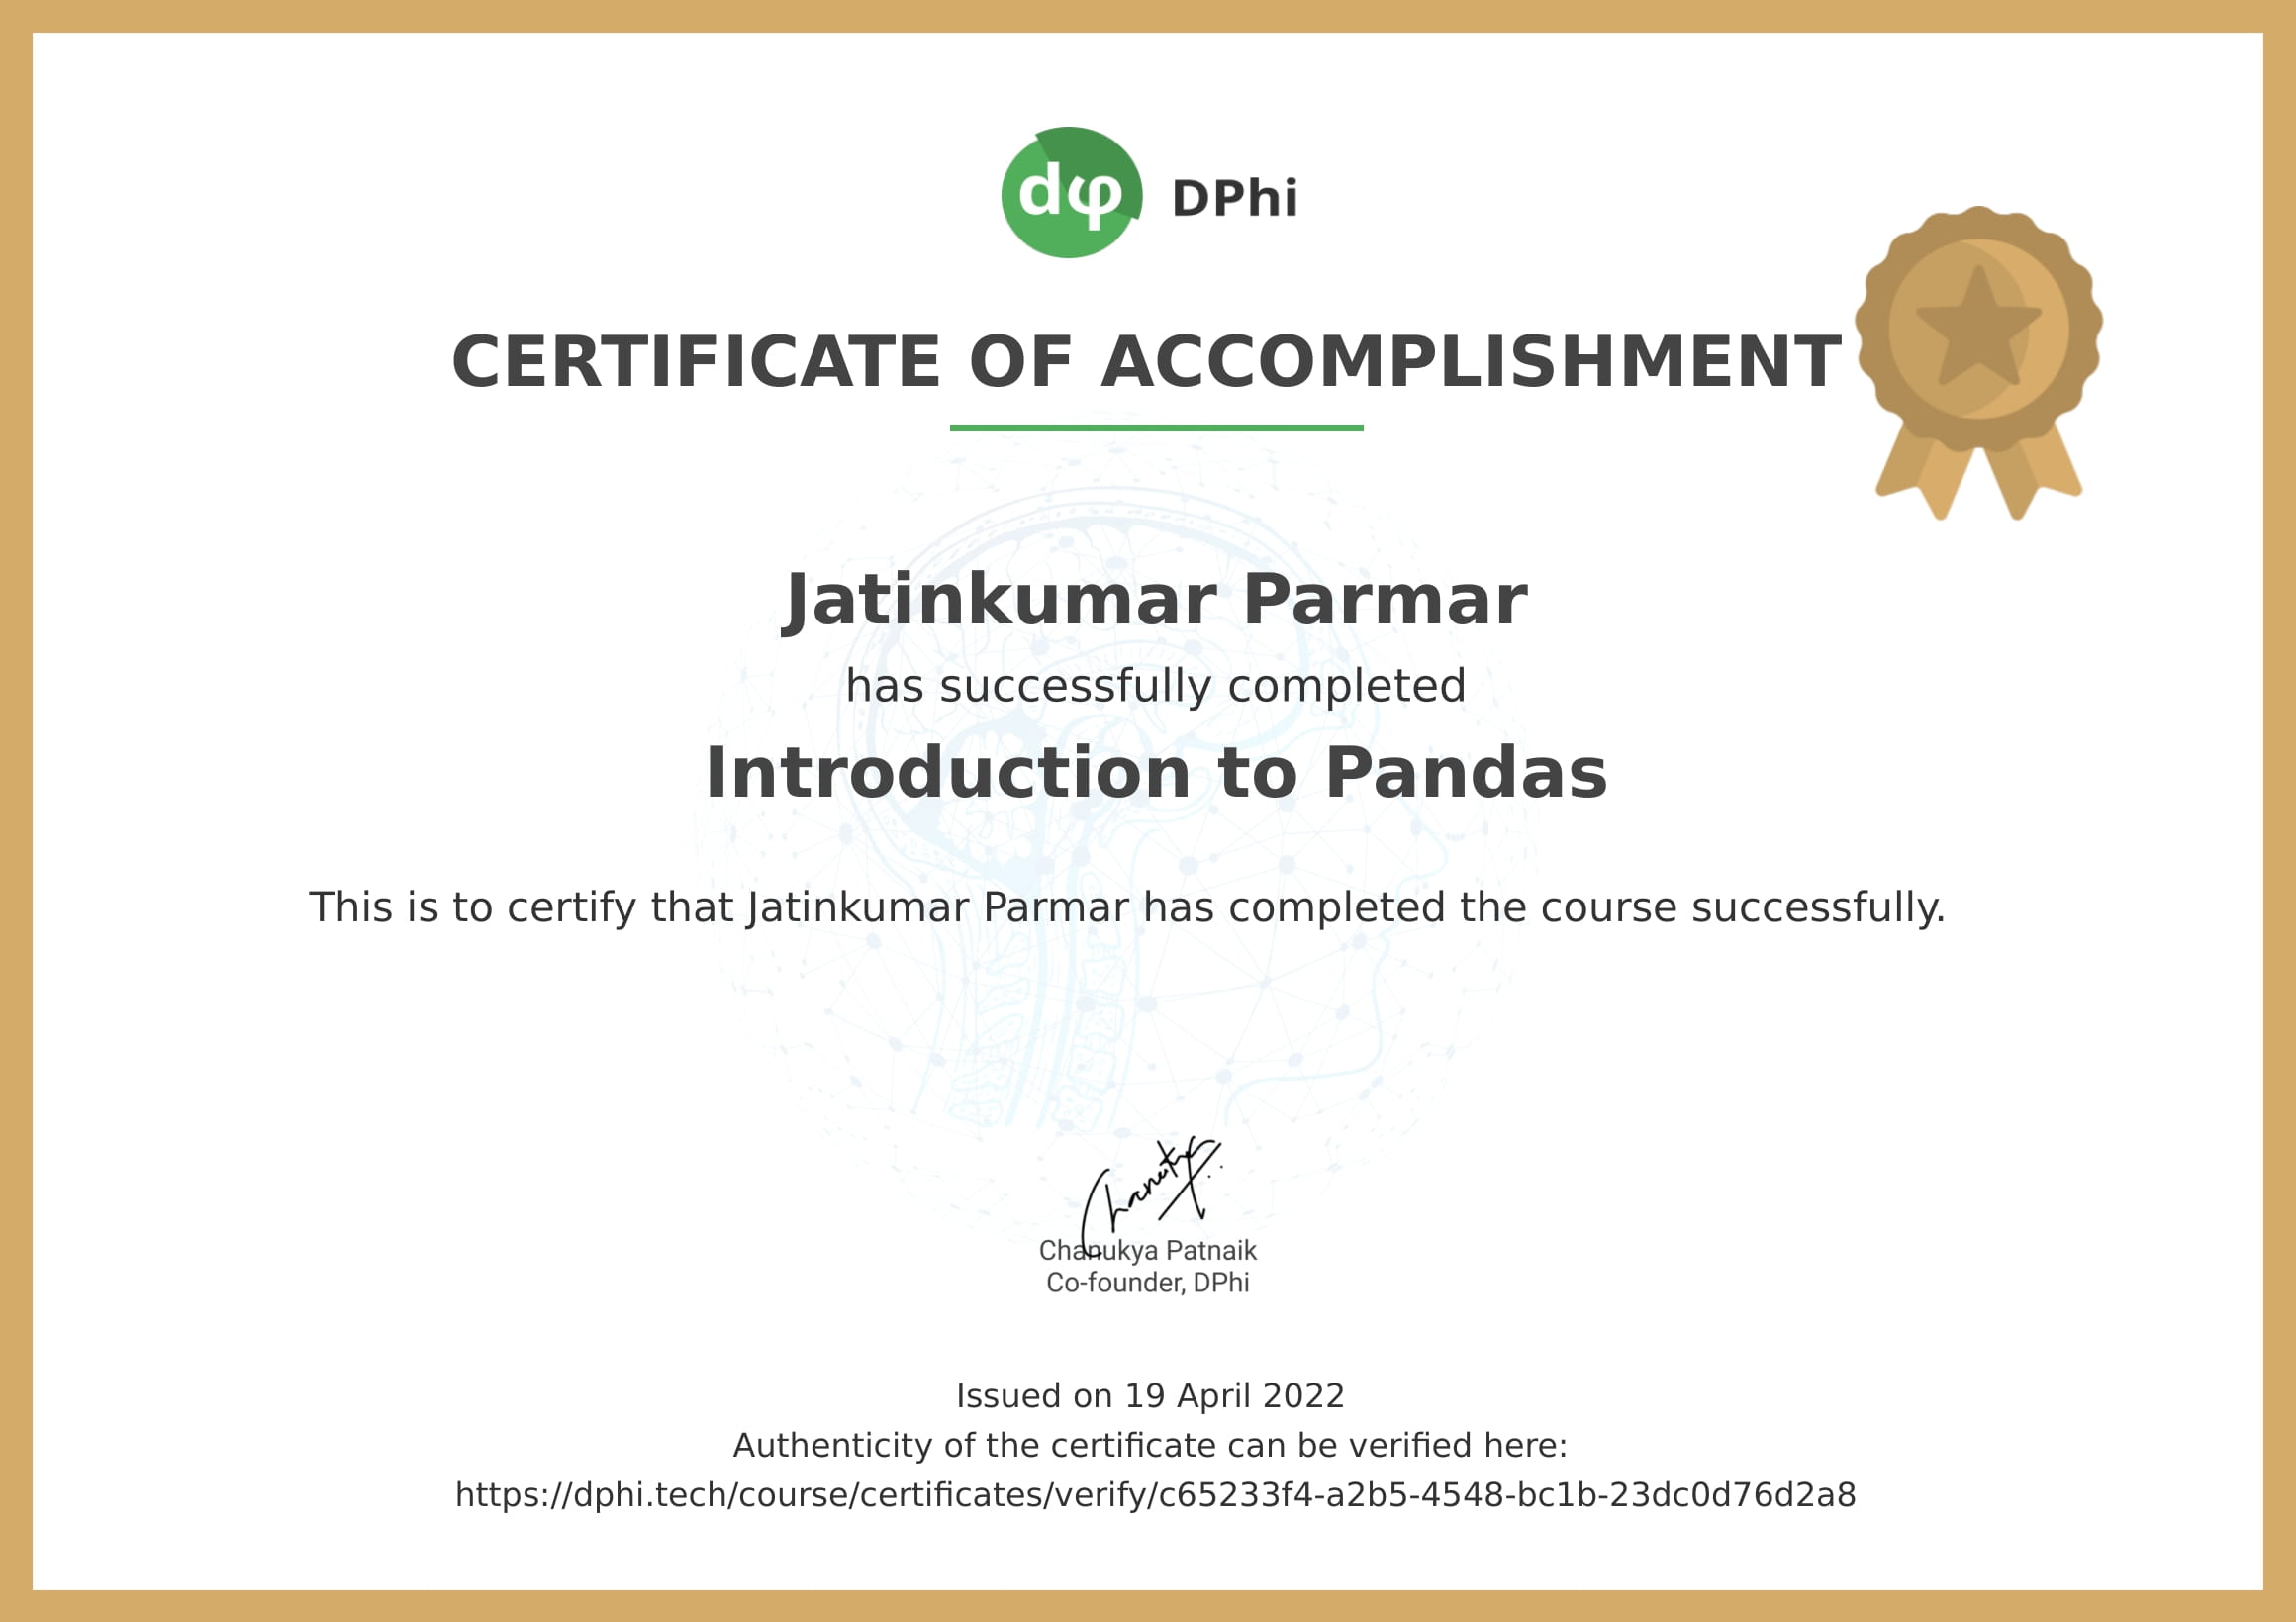 dφ DPhi
CERTIFICATE OF ACCOMPLISHMENT
Jatinkumar Parmar
has successfully completed
Introduction to Pandas
This is to certify that Jatinkumar Parmar has completed the course successfully.
Chanukya Patnaik
Co-founder, DPhi
Issued on 19 April 2022
Authenticity of the certificate can be verified here:
https://dphi.tech/course/certificates/verify/c65233f4-a2b5-4548-bc1b-23dc0d76d2a8